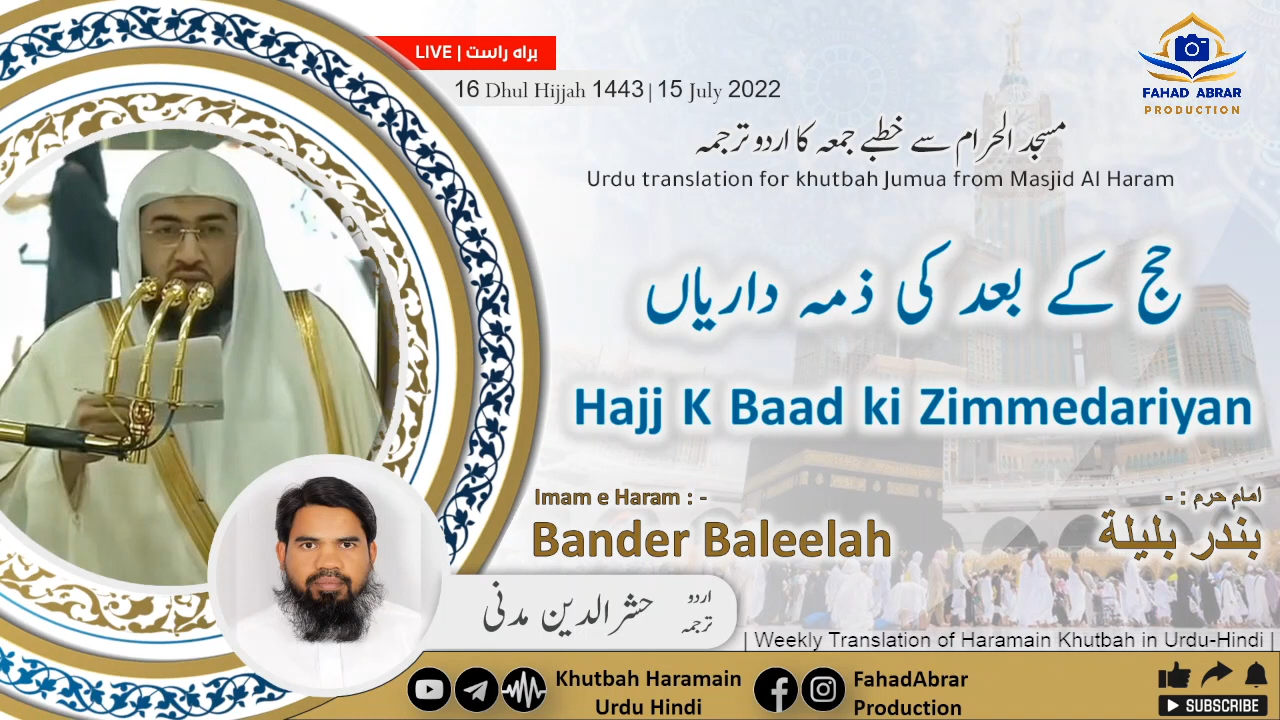 LIVE | براہ راست
16 Dhul Hijjah 1443 | 15 July 2022
FAHAD ABRAR
PRODUCTION
مسجد الحرام سے خطبے جمعہ کا اردو ترجمہ
Urdu translation for khutbah Jumua from Masjid Al Haram
حج کے بعد کی ذمہ داریاں
Hajj K Baad ki Zimmedariyan
Imam e Haram : -
امام حرم : -
Bander Baleelah
بندر بليلة
اردو
ترجمہ
حشر الدین مدنی
| Weekly Translation of Haramain Khutbah in Urdu-Hindi |
Khutbah Haramain
Urdu Hindi
FahadAbrar
Production
SUBSCRIBE